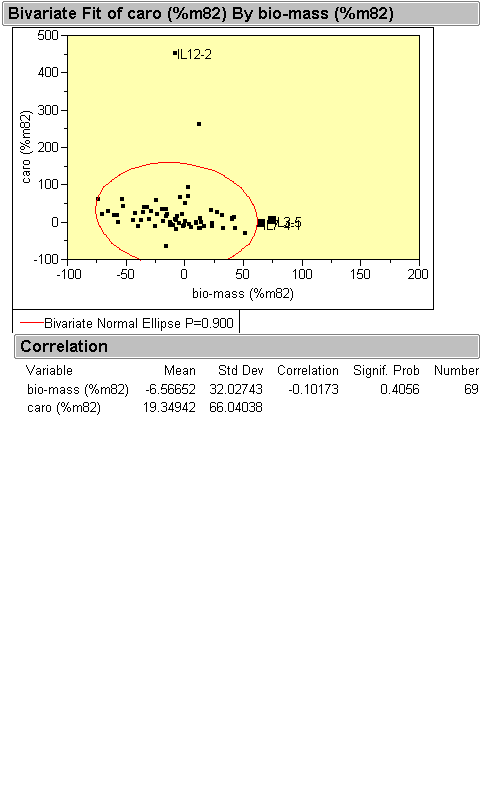 Bivariate Fit of caro (%m82) By bio-mass (%m82)
500
IL12-2
400
300
200
100
0
-100
caro (%m82)
L3-5
-100 -50 0 50 100 150 200
bio-mass (%m82)
Bivariate Normal Ellipse P=0.900
Correlation
Variable Mean Std Dev Correlation Signif. Prob Number
bio-mass (%m82) -6.56652 32.02743 -0.10173 0.4056 69
caro (%m82) 19.34942 66.04038